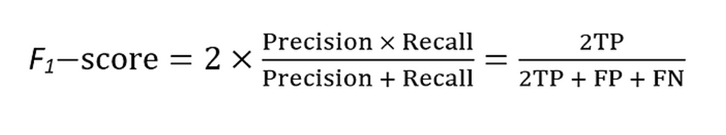 F₁−score = 2 × (Precision × Recall)/(Precision + Recall) = 2TP/(2TP + FP + FN)